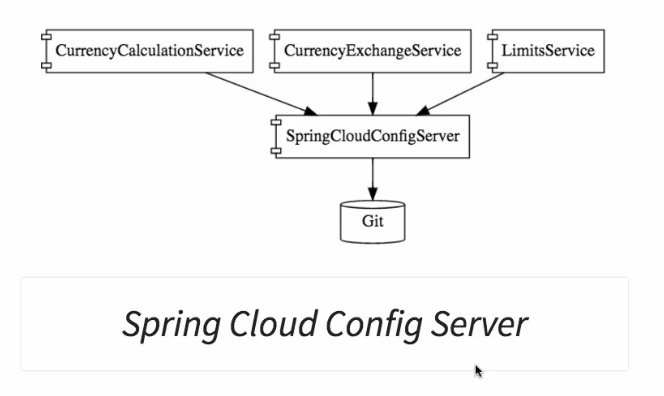 CurrencyCalculationService
CurrencyExchangeService
LimitsService
SpringCloudConfigServer
Git
Spring Cloud Config Server